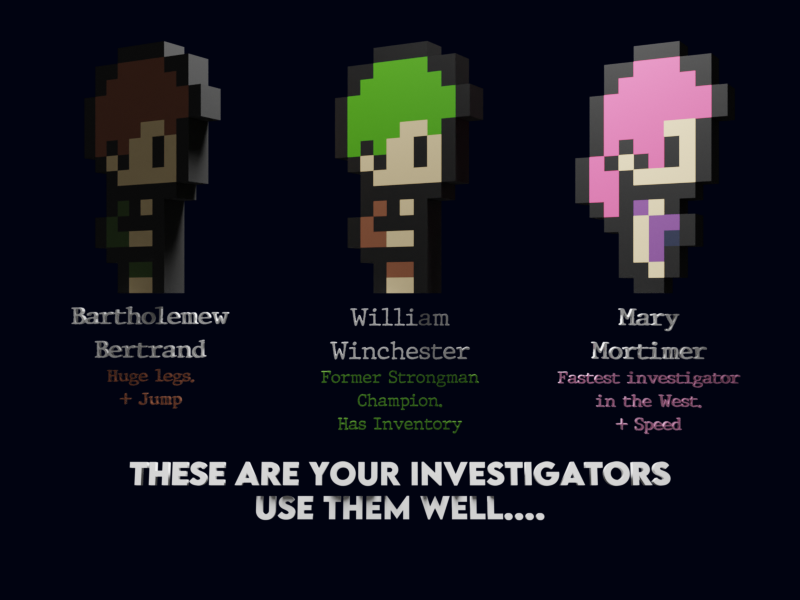 Bartholemew
Bertrand
Huge legs.
+ Jump
William
Winchester
Former Strongman
Champion.
Has Inventory
Mary
Mortimer
Fastest investigator
in the West.
+ Speed
THESE ARE YOUR INVESTIGATORS
USE THEM WELL....